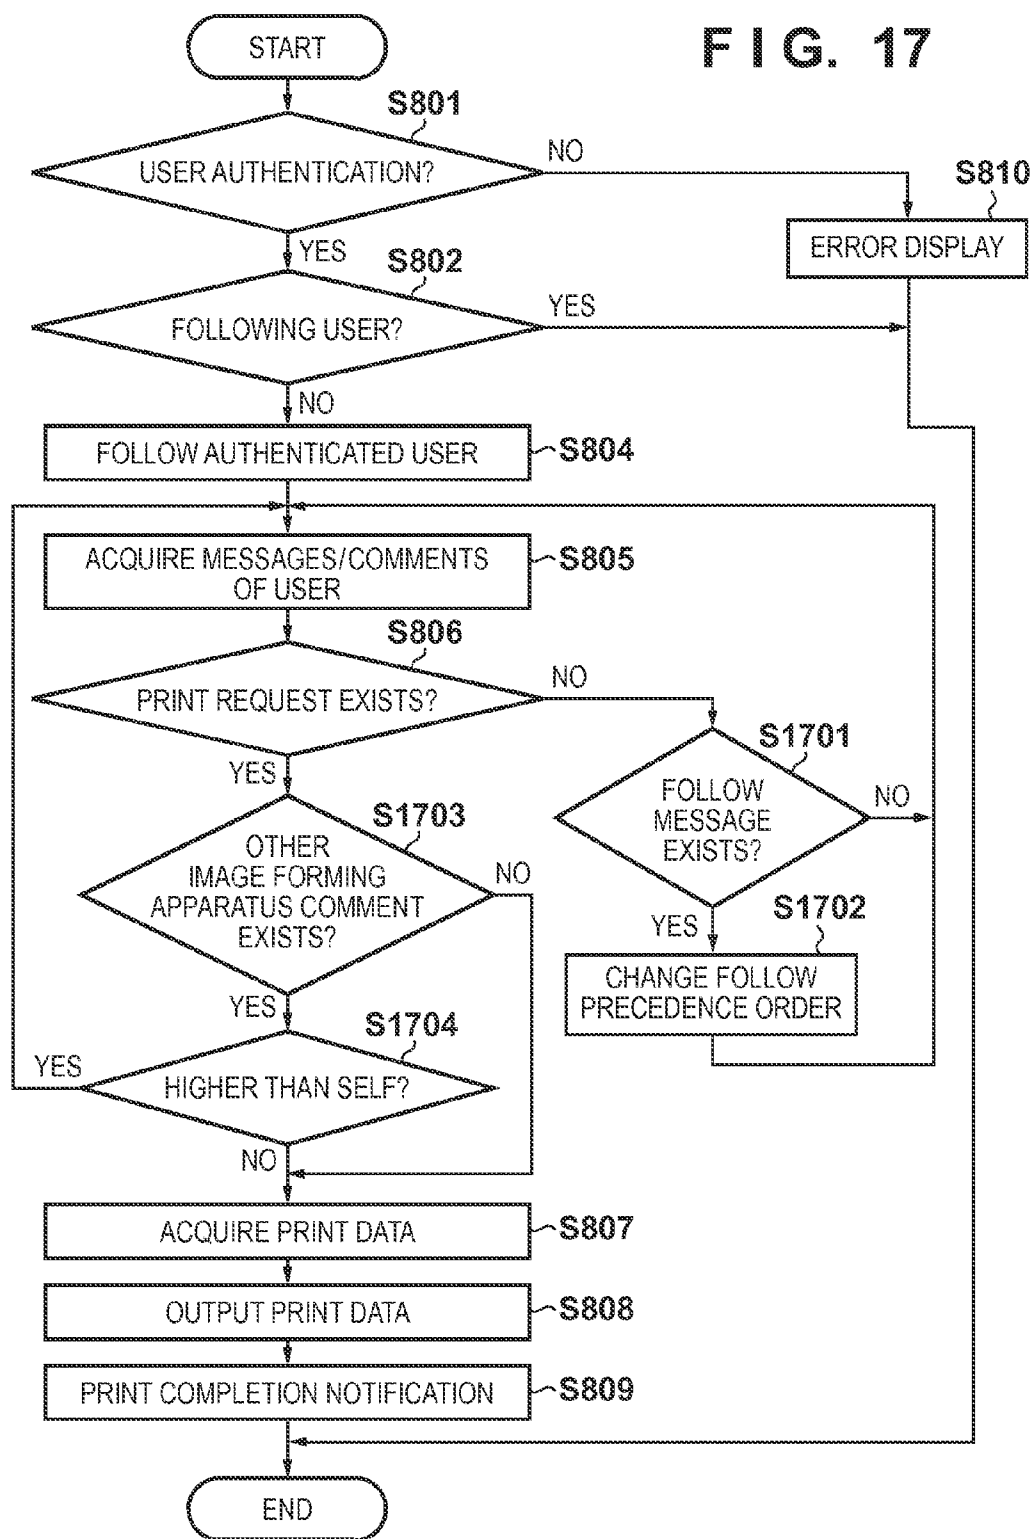 FIG. 17
START
S801
USER AUTHENTICATION?
NO
S810
ERROR DISPLAY
YES
S802
FOLLOWING USER?
YES
NO
FOLLOW AUTHENTICATED USER
S804
ACQUIRE MESSAGES/COMMENTS
OF USER
S805
S806
PRINT REQUEST EXISTS?
NO
YES
S1701
FOLLOW
MESSAGE
EXISTS?
NO
YES
S1702
CHANGE FOLLOW
PRECEDENCE ORDER
S1703
OTHER
IMAGE FORMING
APPARATUS COMMENT
EXISTS?
NO
YES
S1704
HIGHER THAN SELF?
YES
NO
ACQUIRE PRINT DATA
S807
OUTPUT PRINT DATA
S808
PRINT COMPLETION NOTIFICATION
S809
END